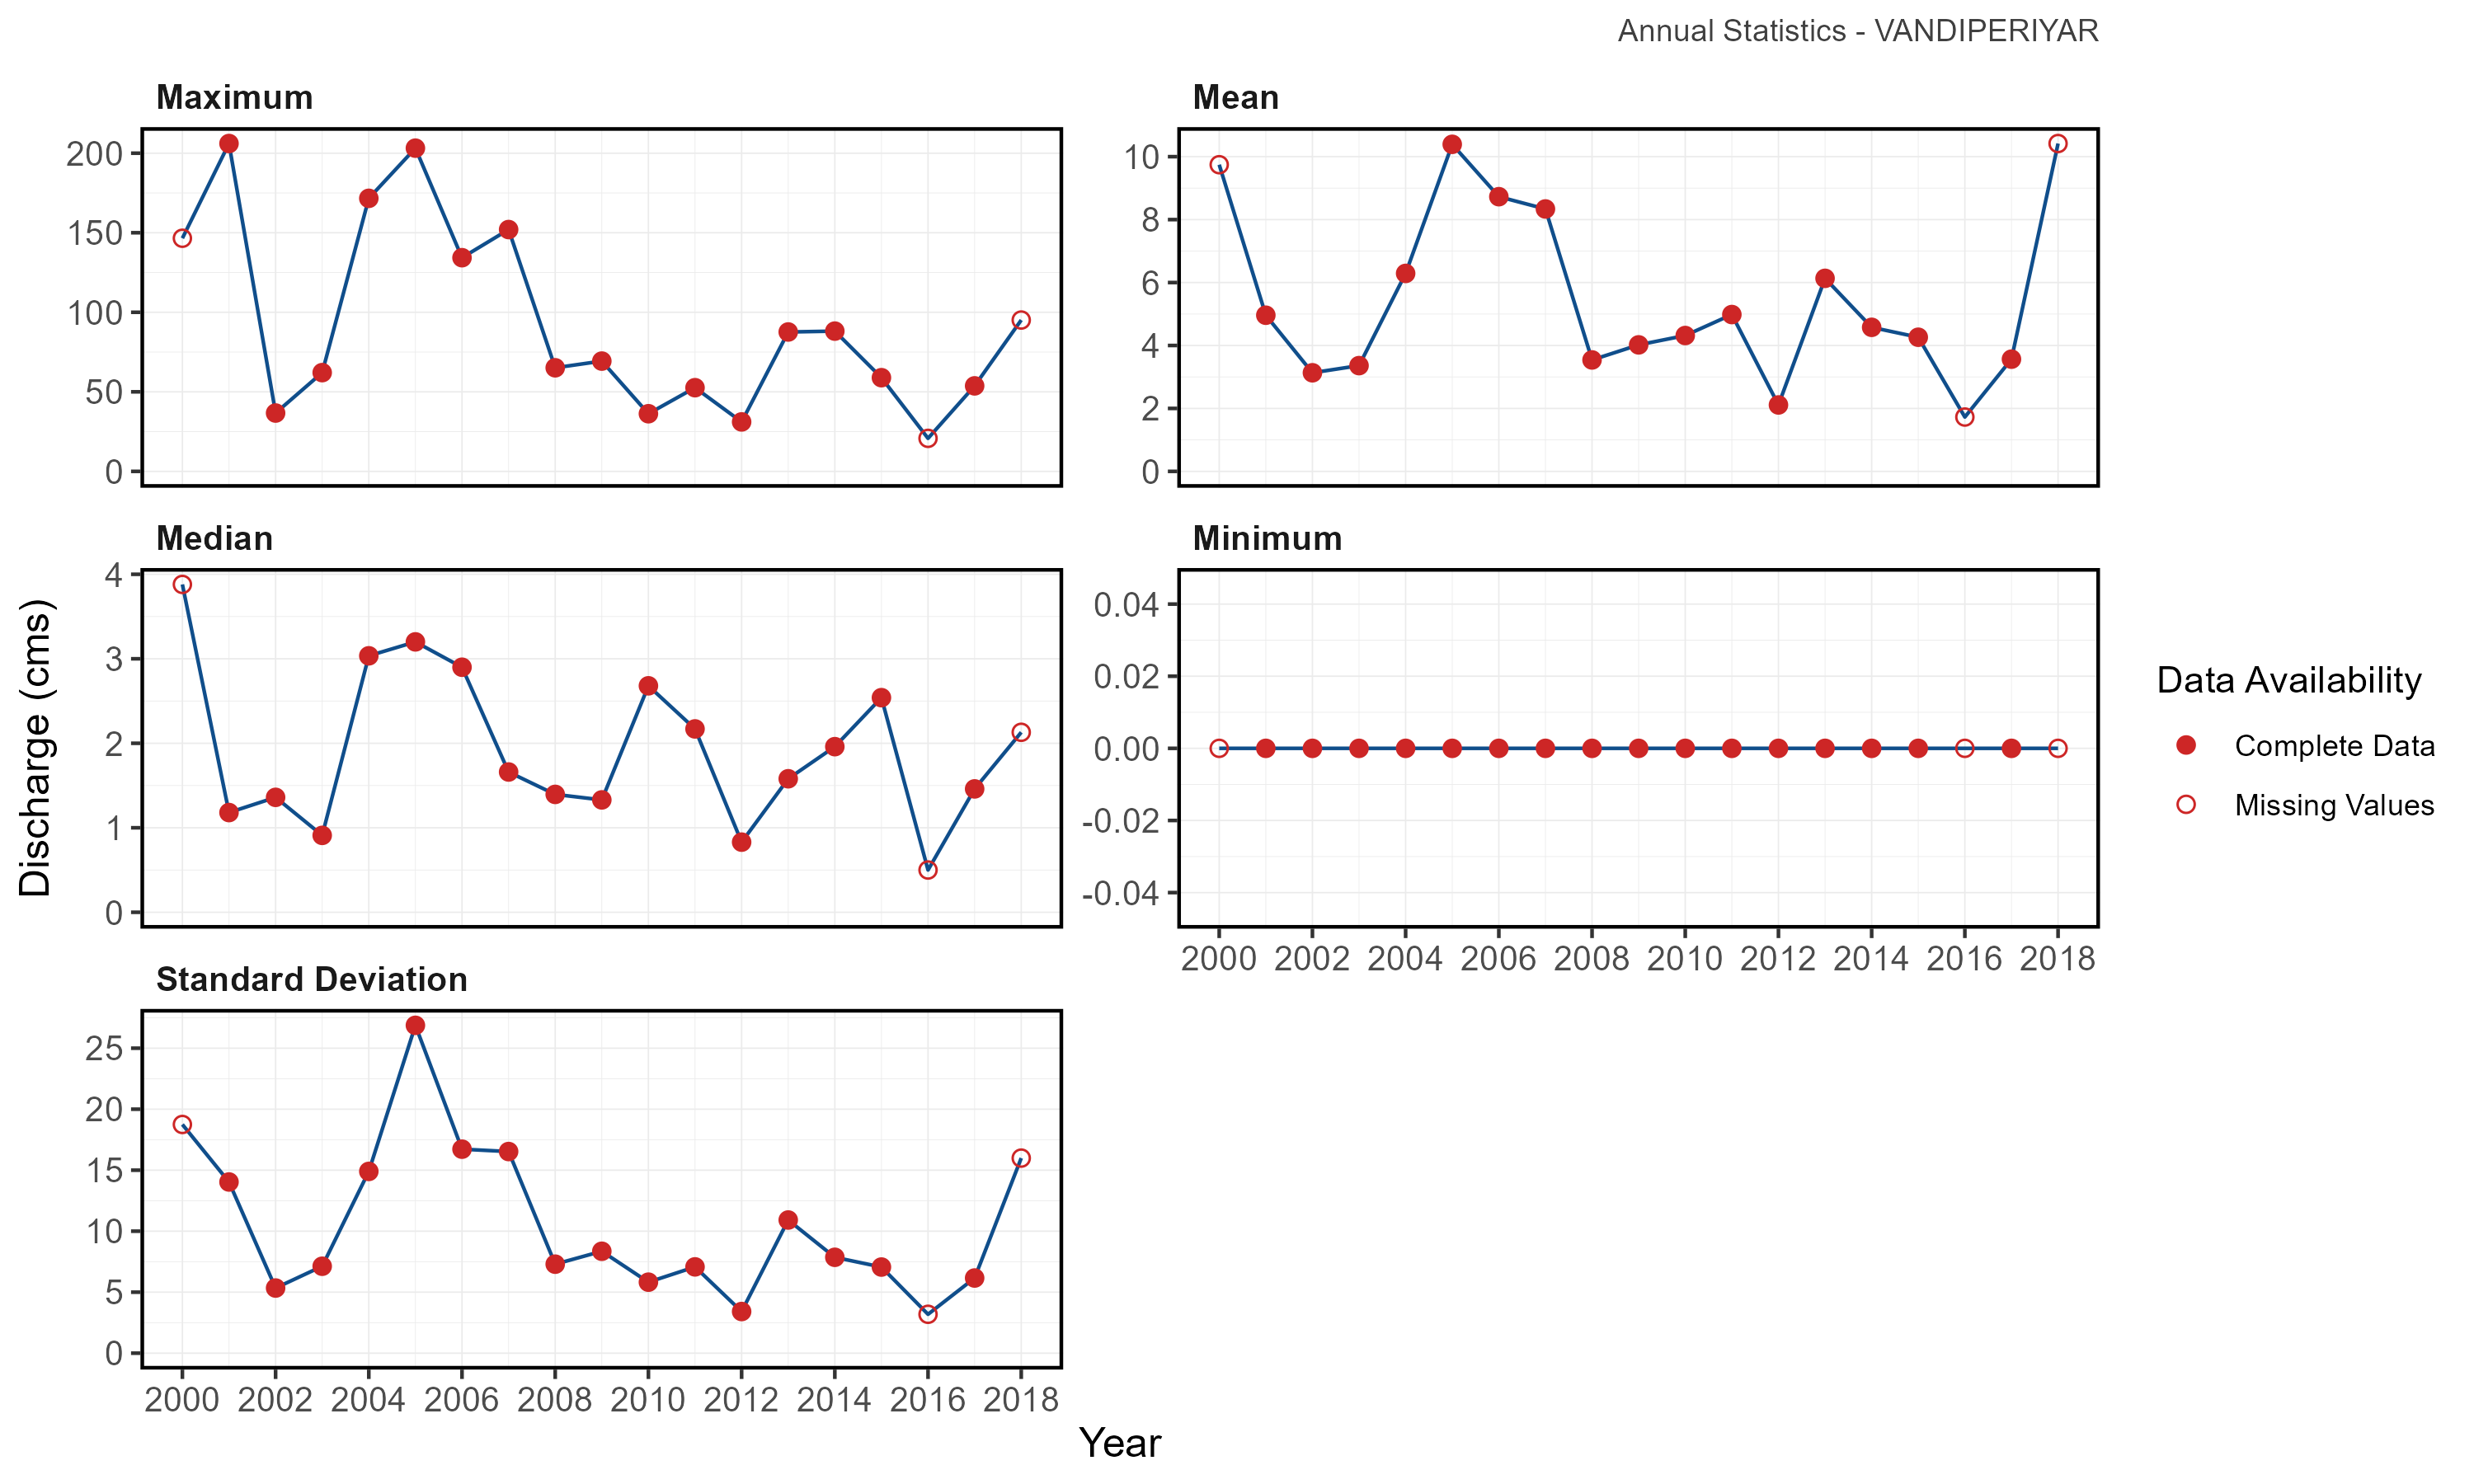 Annual Statistics - VANDIPERIYAR
Maximum
200
150
100
50
0
Mean
10
8
6
4
2
0
Discharge (cms)
Median
4
3
2
1
0
Minimum
0.04
0.02
0.00
-0.02
-0.04
2000 2002 2004 2006 2008 2010 2012 2014 2016 2018
Data Availability
Complete Data
Missing Values
Standard Deviation
25
20
15
10
5
0
2000 2002 2004 2006 2008 2010 2012 2014 2016 2018
Year